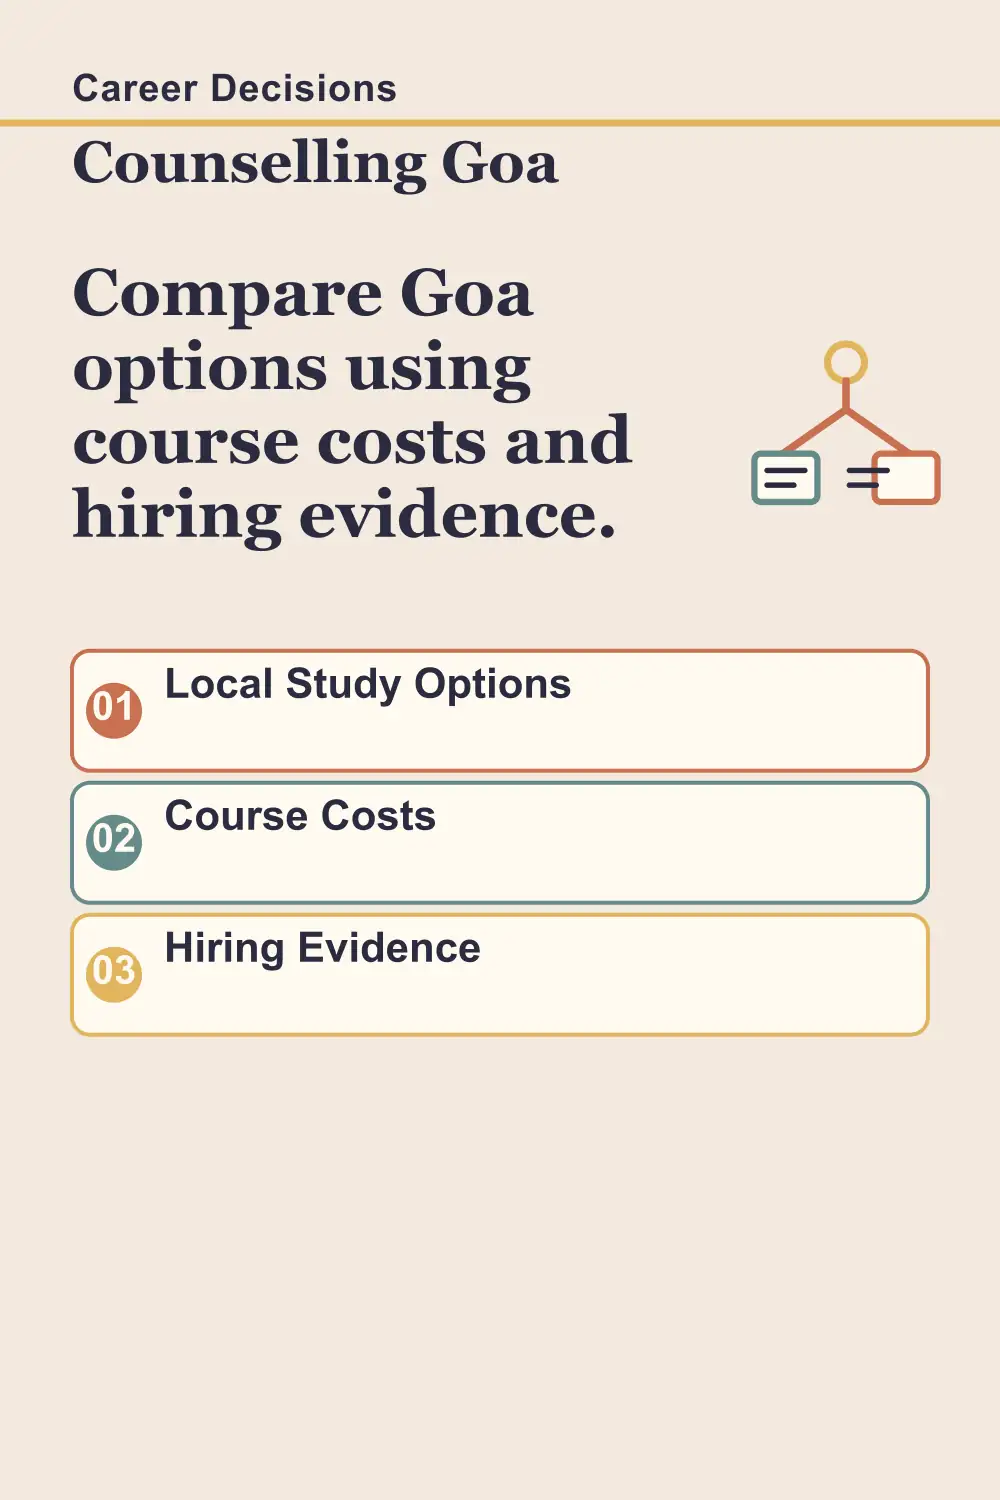 Career Decisions
Counselling Goa
Compare Goa
options using
course costs and
hiring evidence.
01
Local Study Options
02
Course Costs
03
Hiring Evidence